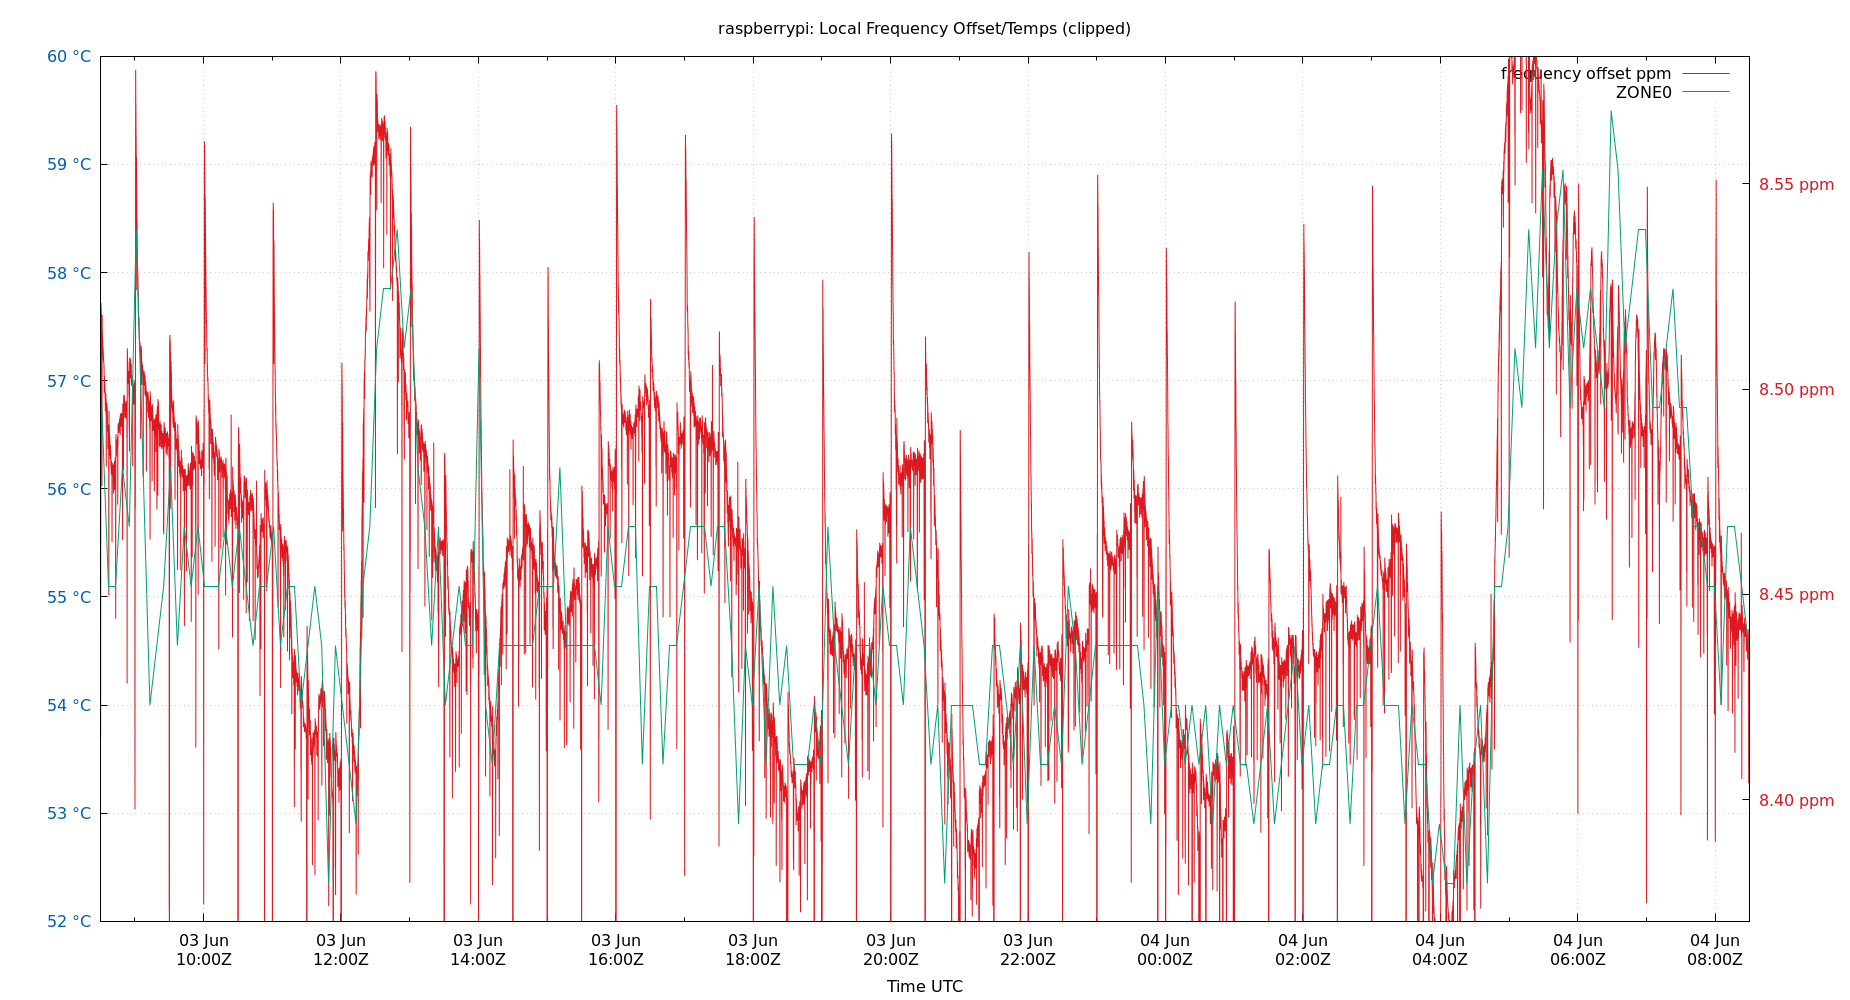 raspberrypi: Local Frequency Offset/Temps (clipped)
60 °C
59 °C
58 °C
57 °C
56 °C
55 °C
54 °C
53 °C
52 °C
frequency offset ppm
ZONE0
8.55 ppm
8.50 ppm
8.45 ppm
8.40 ppm
03 Jun 03 Jun 03 Jun 03 Jun 03 Jun 03 Jun 03 Jun 04 Jun 04 Jun 04 Jun 04 Jun 04 Jun
10:00Z 12:00Z 14:00Z 16:00Z 18:00Z 20:00Z 22:00Z 00:00Z 02:00Z 04:00Z 06:00Z 08:00Z
Time UTC